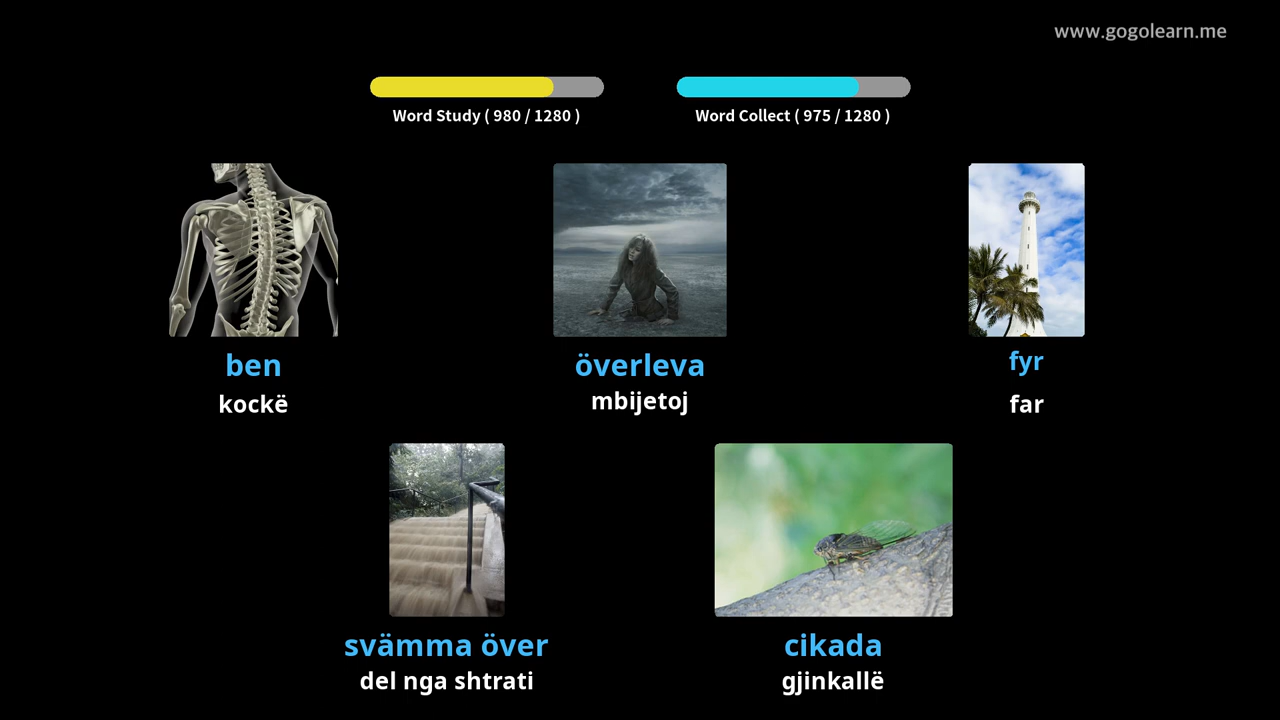 www.gogolearn.me
Word Study ( 980 / 1280 )
Word Collect ( 975 / 1280 )
ben
kockë
överleva
mbijetoj
fyr
far
svämma över
del nga shtrati
cikada
gjinkallë